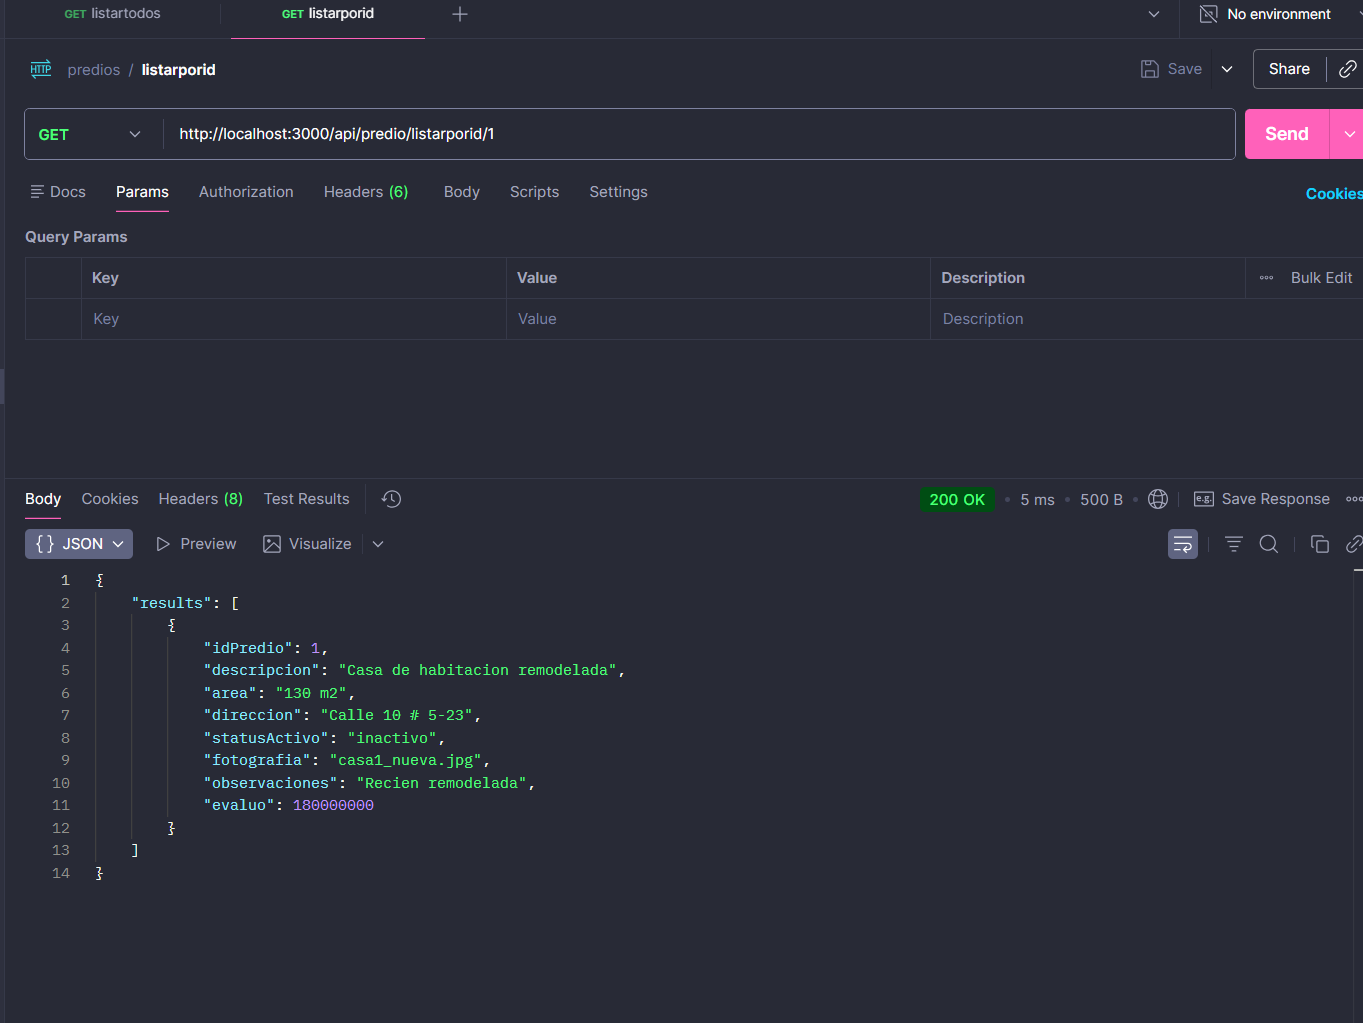 GET listartodos GET listarporid No environment
HTTP predios / listarporid Save Share
GET http://localhost:3000/api/predio/listarporid/1 Send
Docs Params Authorization Headers (6) Body Scripts Settings Cookies
Query Params
Key Value Description Bulk Edit
Key Value Description
Body Cookies Headers (8) Test Results 200 OK • 5 ms • 500 B • e.g. Save Response
{} JSON Preview Visualize
1 {
2 "results": [
3 {
4 "idPredio": 1,
5 "descripcion": "Casa de habitacion remodelada",
6 "area": "130 m2",
7 "direccion": "Calle 10 # 5-23",
8 "statusActivo": "inactivo",
9 "fotografia": "casa1_nueva.jpg",
10 "observaciones": "Recien remodelada",
11 "evaluo": 180000000
12 }
13 ]
14 }